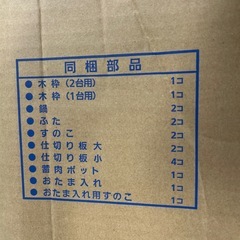 同梱部品
●木枠（2台用） 1コ
●木枠（1台用） 1コ
●鍋 2コ
●ふた 2コ
●すのこ 2コ
●仕切り板大 2コ
●仕切り板小 4コ
●蓄肉ポット 1コ
●おたま入れ 1コ
●おたま入れ用すのこ 1コ